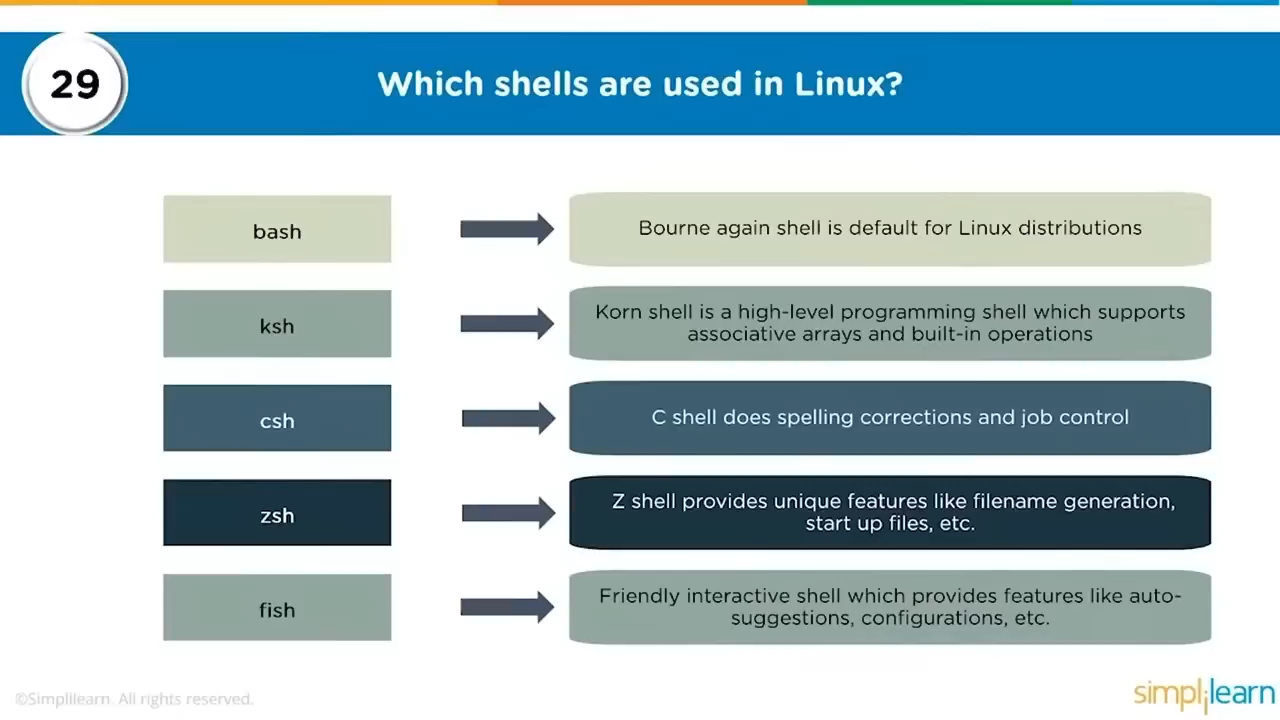 29
Which shells are used in Linux?
bash
Bourne again shell is default for Linux distributions
ksh
Korn shell is a high-level programming shell which supports
associative arrays and built-in operations
csh
C shell does spelling corrections and job control
zsh
Z shell provides unique features like filename generation,
start up files, etc.
fish
Friendly interactive shell which provides features like auto-
suggestions, configurations, etc.
©Simplilearn. All rights reserved.
simplilearn